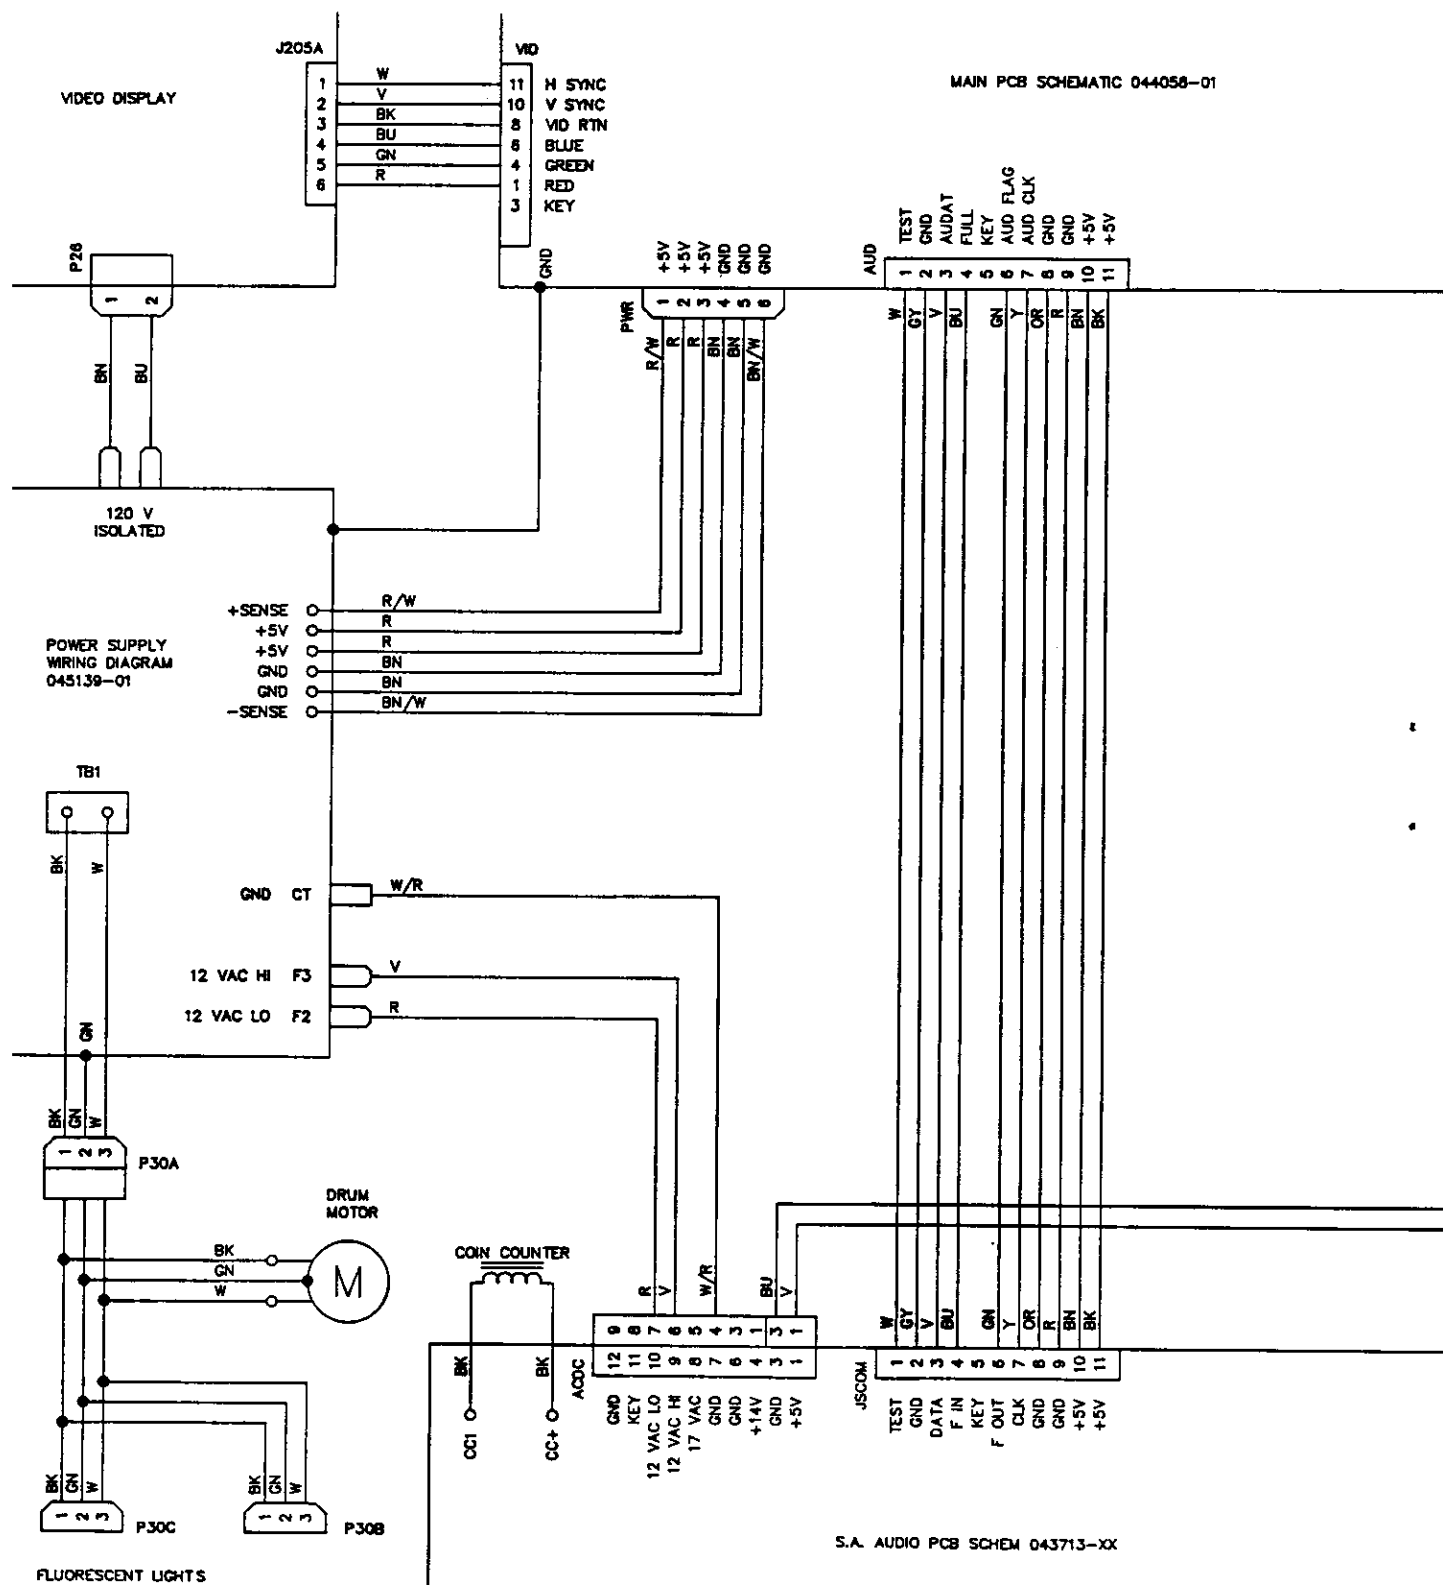 J205A
VID
VIDEO DISPLAY
1 W 11 H SYNC
2 V 10 V SYNC
3 BK 8 VID RTN
4 BU 6 BLUE
5 GN 4 GREEN
6 R 1 RED
3 KEY
MAIN PCB SCHEMATIC 044058-01
P26
1 2
BN BU
120 V
ISOLATED
GND
+5V +5V +5V GND GND GND
PWR
1 2 3 4 5 6
R/W R R BN BN BN/W
TEST GND AUDAT FULL KEY AUD FLAG AUD CLK GND GND +5V +5V
AUD
1 2 3 4 5 6 7 8 9 10 11
W GY V BU GN Y OR R BN BK
POWER SUPPLY
WIRING DIAGRAM
045139-01
+SENSE R/W
+5V R
+5V R
GND BN
GND BN
-SENSE BN/W
TB1
BK W
GND CT W/R
12 VAC HI F3 V
12 VAC LO F2 R
GN
BK GN W
1 2 3
P30A
DRUM
MOTOR
BK
GN
W
M
COIN COUNTER
BK BK
CC1 CC+
R V W/R BU V
9 8 7 6 5 4 3 1 3 1
ACDC
12 11 10 9 8 7 6 4 3 1
GND KEY 12 VAC LO 12 VAC HI 17 VAC GND GND +14V GND +5V
W GY V BU GN Y OR R BN BK
JSCOM
1 2 3 4 5 6 7 8 9 10 11
TEST GND DATA F IN KEY F OUT CLK GND GND +5V +5V
BK GN W
1 2 3
P30C
BK GN W
1 2 3
P30B
FLUORESCENT LIGHTS
S.A. AUDIO PCB SCHEM 043713-XX